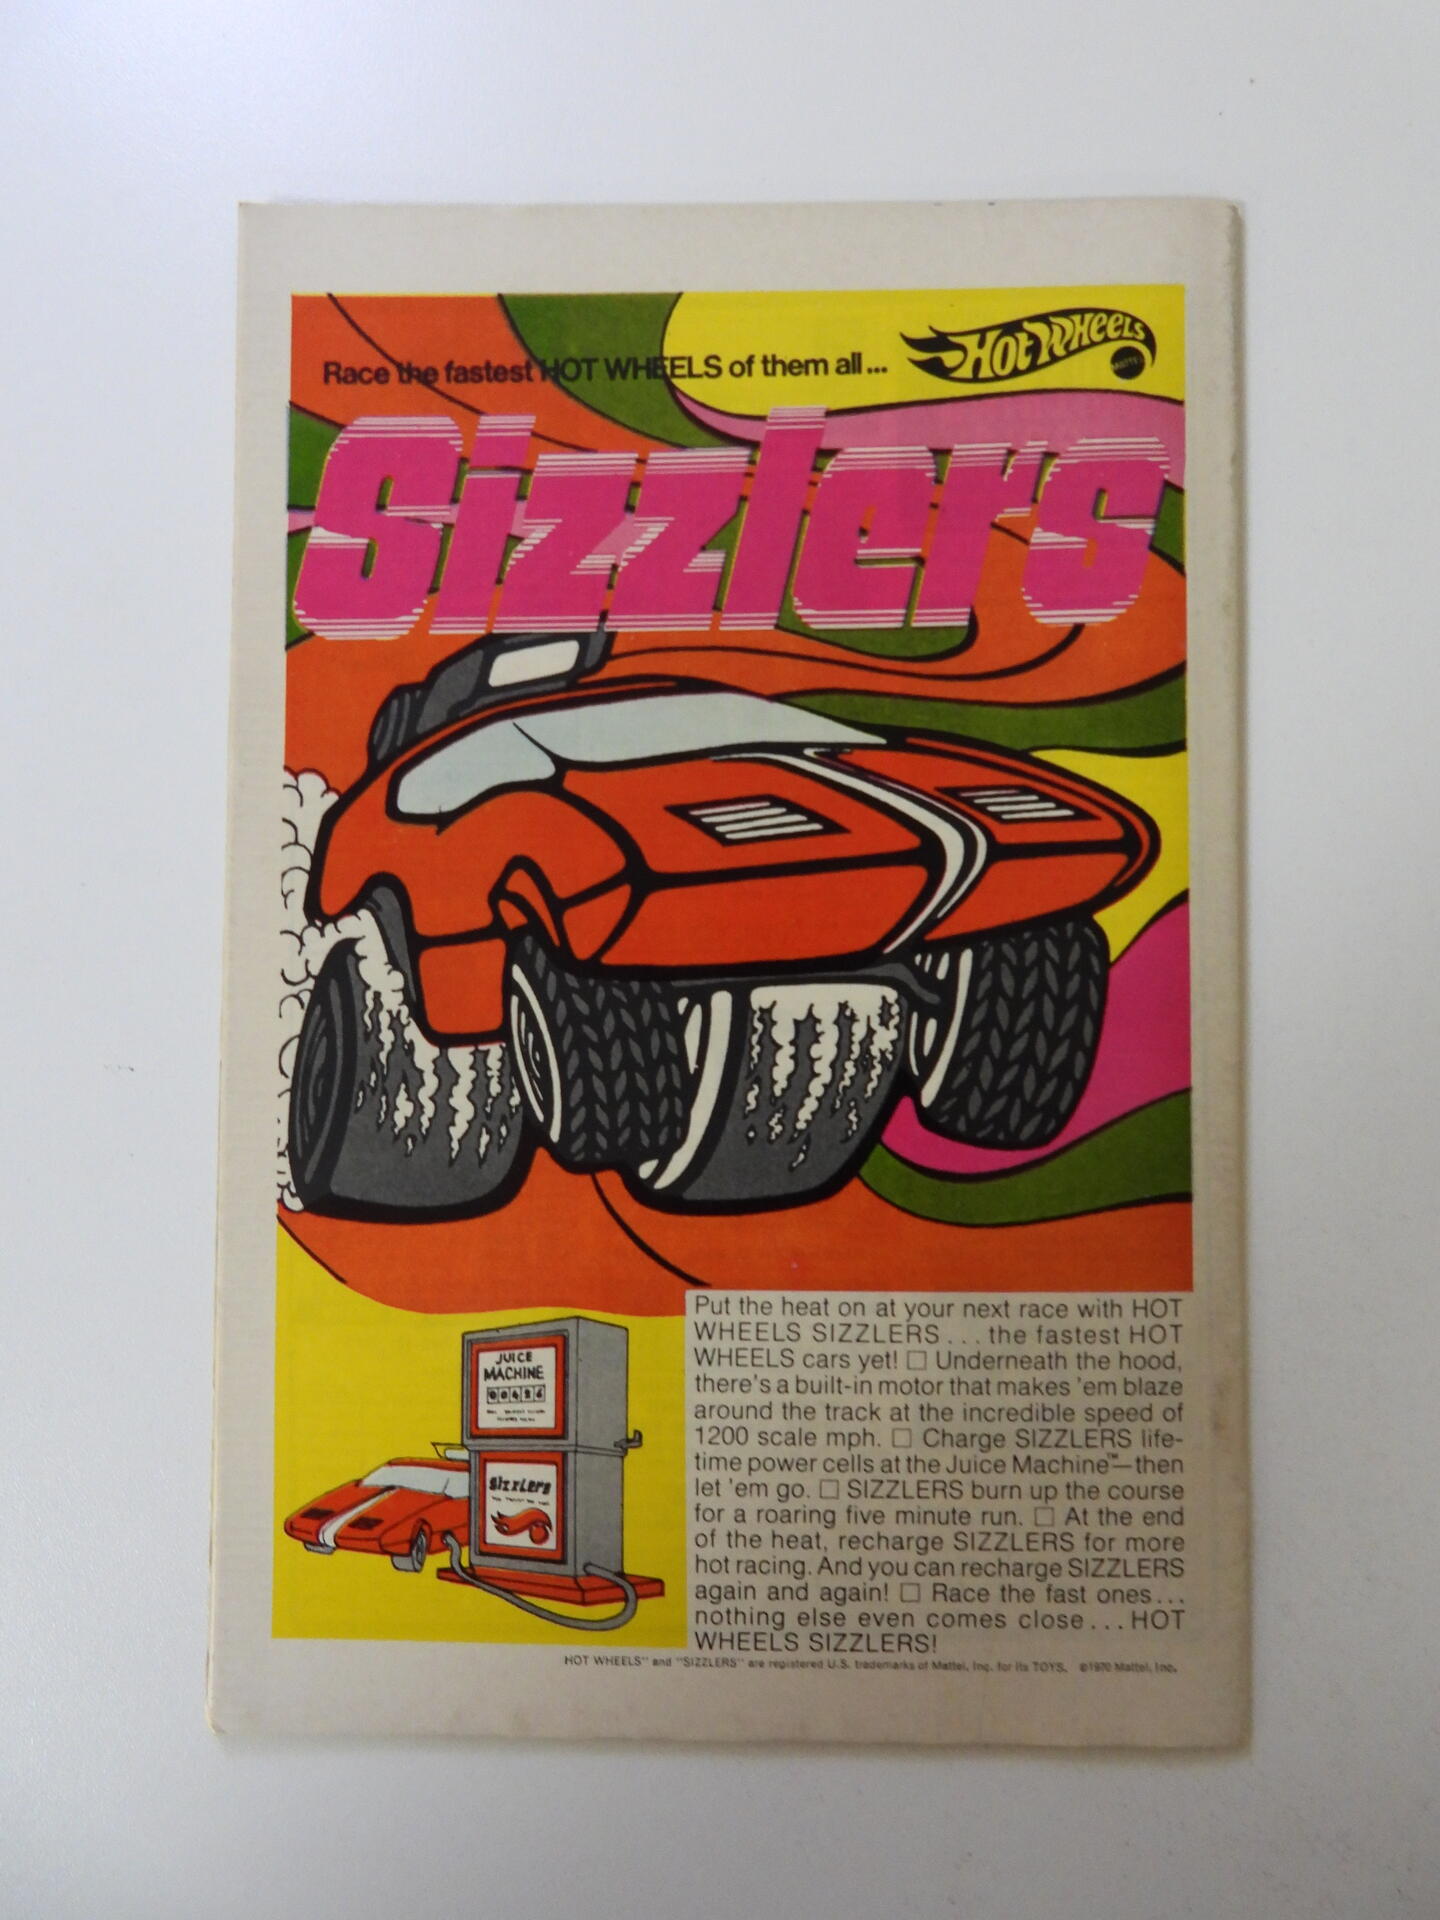 Race the fastest HOT WHEELS of them all...
Hot Wheels
MATTEL
Sizzlers
JUICE
MACHINE
00426
Sizzlers
Put the heat on at your next race with HOT
WHEELS SIZZLERS... the fastest HOT
WHEELS cars yet! □ Underneath the hood,
there's a built-in motor that makes 'em blaze
around the track at the incredible speed of
1200 scale mph. □ Charge SIZZLERS life-
time power cells at the Juice Machine™—then
let 'em go. □ SIZZLERS burn up the course
for a roaring five minute run. □ At the end
of the heat, recharge SIZZLERS for more
hot racing. And you can recharge SIZZLERS
again and again! □ Race the fast ones...
nothing else even comes close... HOT
WHEELS SIZZLERS!
HOT WHEELS" and "SIZZLERS" are registered U.S. trademarks of Mattel, Inc. for its TOYS. ©1970 Mattel, Inc.